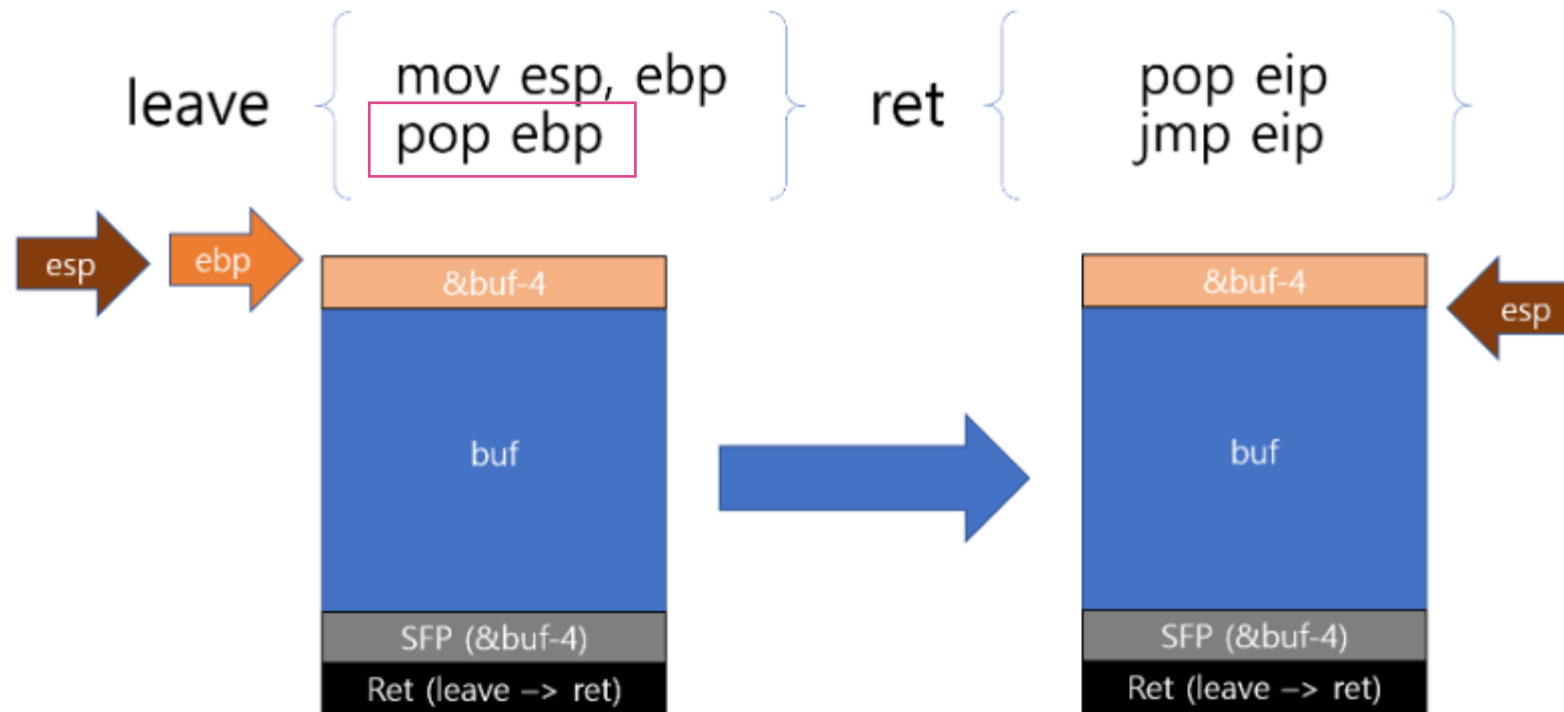 leave
mov esp, ebp
pop ebp
ret
pop eip
jmp eip
esp
ebp
&buf-4
buf
SFP (&buf-4)
Ret (leave –> ret)
&buf-4
esp
buf
SFP (&buf-4)
Ret (leave –> ret)